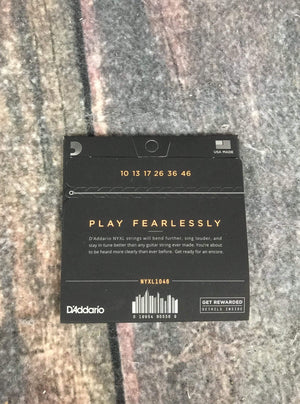 USA MADE
10 13 17 26 36 46
PLAY FEARLESSLY
D'Addario NYXL strings will bend further, sing louder, and
stay in tune better than any guitar string ever made. You're about
to be heard more clearly than ever before. Get ready for an encore.
NYXL1046
D'Addario
GET REWARDED
DETAILS INSIDE